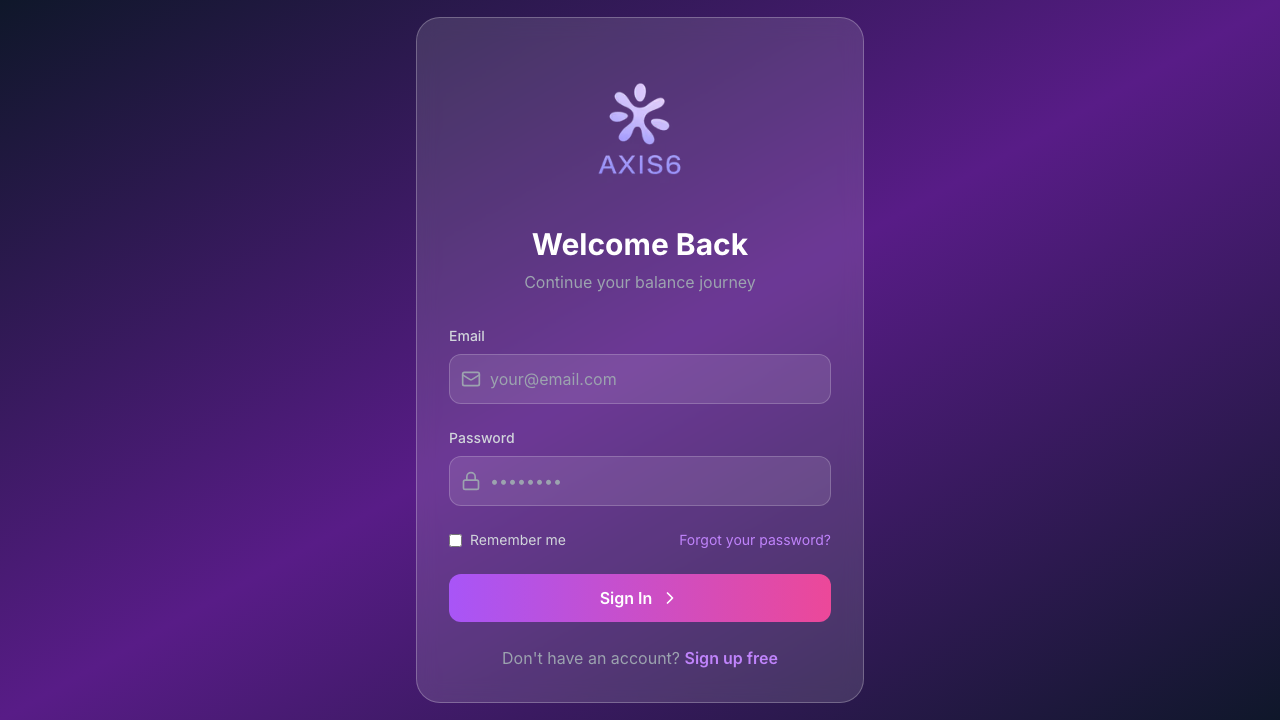 AXIS6
Welcome Back
Continue your balance journey
Email
your@email.com
Password
••••••••
Remember me
Forgot your password?
Sign In
Don't have an account? Sign up free